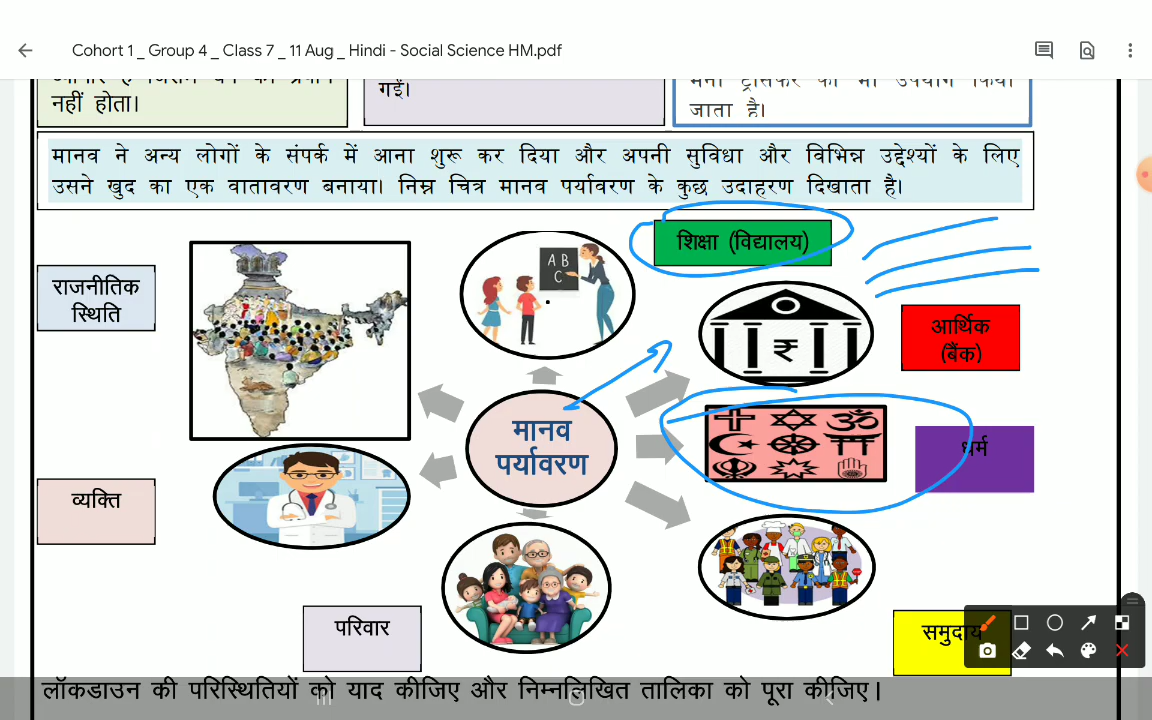 Cohort 1 _ Group 4 _ Class 7 _ 11 Aug _ Hindi - Social Science HM.pdf
नहीं होता।
गई।
जाता है।
मानव ने अन्य लोगों के संपर्क में आना शुरू कर दिया और अपनी सुविधा और विभिन्न उद्देश्यों के लिए
उसने खुद का एक वातावरण बनाया। निम्न चित्र मानव पर्यावरण के कुछ उदाहरण दिखाता है।
शिक्षा (विद्यालय)
राजनीतिक
स्थिति
A B
C
₹
आर्थिक
(बैंक)
मानव
पर्यावरण
धर्म
व्यक्ति
परिवार
समुदाय
लॉकडाउन की परिस्थितियों को याद कीजिए और निम्नलिखित तालिका को पूरा कीजिए।